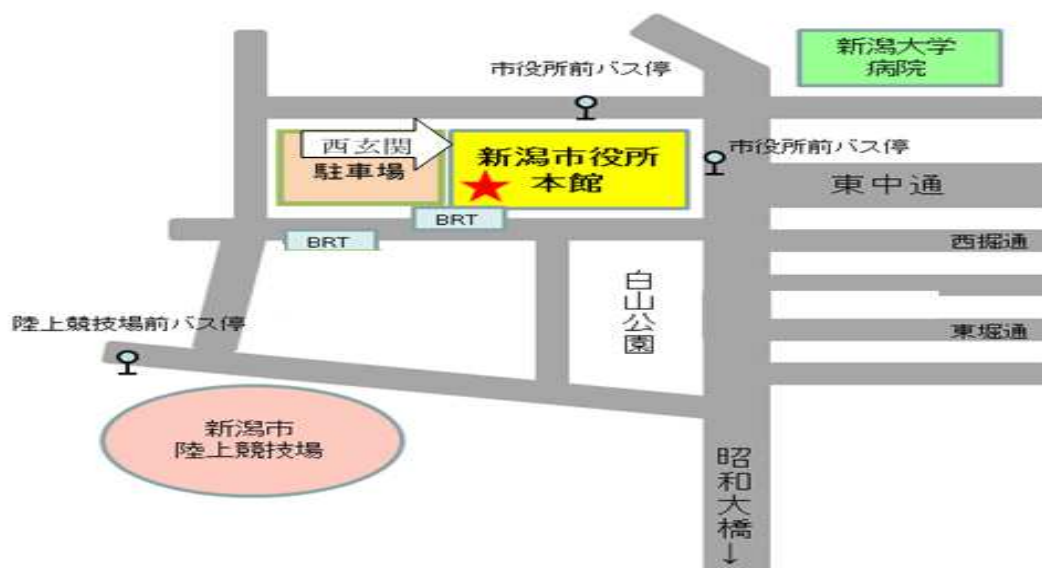 新潟大学
病院
市役所前バス停
市役所前バス停
西玄関
駐車場
新潟市役所
本館
東中通
BRT
BRT
西掘通
白山公園
陸上競技場前バス停
東堀通
新潟市
陸上競技場
昭和大橋↓